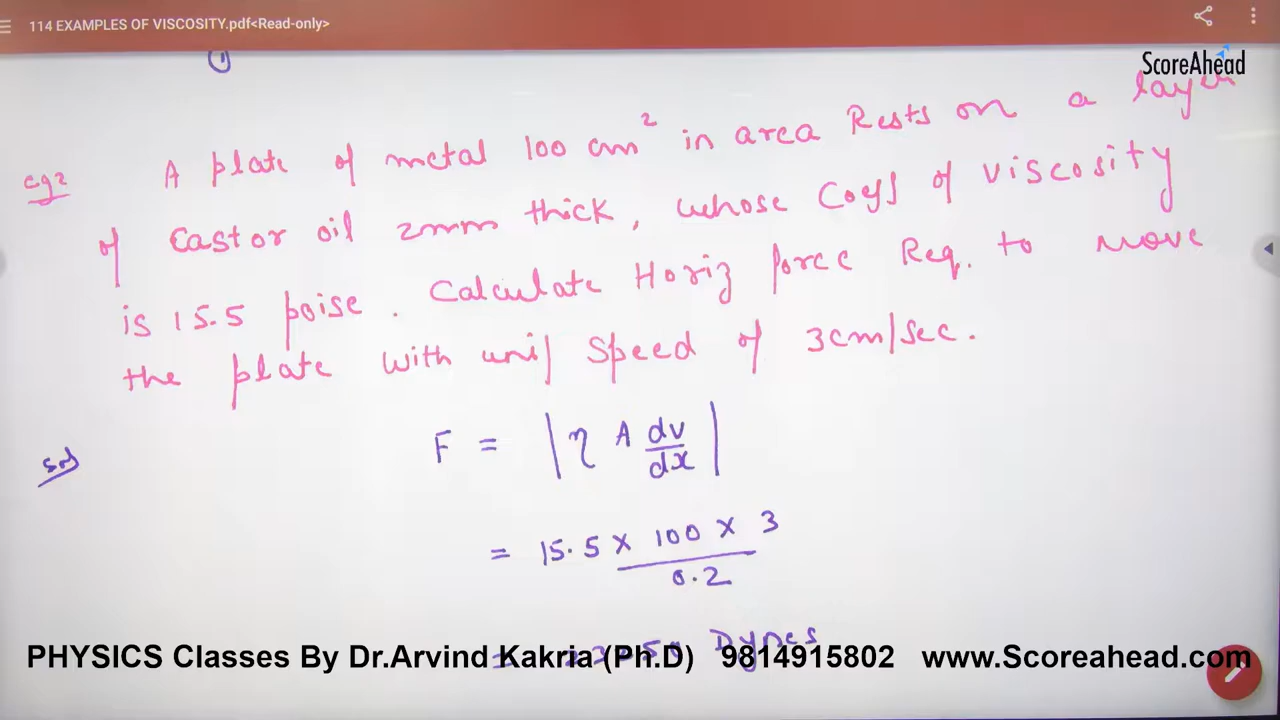 114 EXAMPLES OF VISCOSITY.pdf<Read-only>
ScoreAhead
eg2 A plate of metal 100 cm² in area Rests on a layer
of Castor oil 2mm thick, whose Coeff of Viscosity
is 15.5 poise. Calculate Horiz force Req. to move
the plate with unif Speed of 3cm/sec.
Sol F = | η A dv/dx |
= 15.5 × 100 × 3 / 0.2
Dynes
PHYSICS Classes By Dr.Arvind Kakria (Ph.D) 9814915802 www.Scoreahead.com